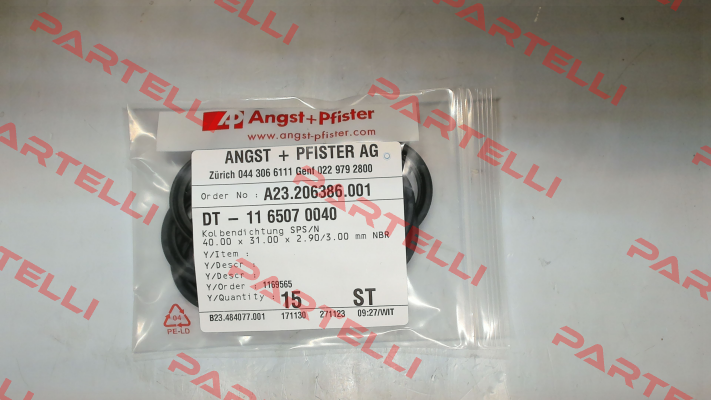 AP Angst+Pfister
www.angst-pfister.com
ANGST + PFISTER AG
Zürich 044 306 6111 Genf 022 979 2800
Order No : A23.206386.001
DT - 11 6507 0040
Kolbendichtung SPS/N
40.00 x 31.00 x 2.90/3.00 mm NBR
Y/Item :
Y/Descr :
Y/Descr :
Y/Order : 1169565
Y/Quantity 15 ST
B23.484077.001 171130 271123 09:27/WIT
04
PE-LD
PARTELLI
PARTELLI
PARTELLI
PARTELLI
PARTELLI
PARTELLI
PARTELLI
PARTELLI
PARTELLI